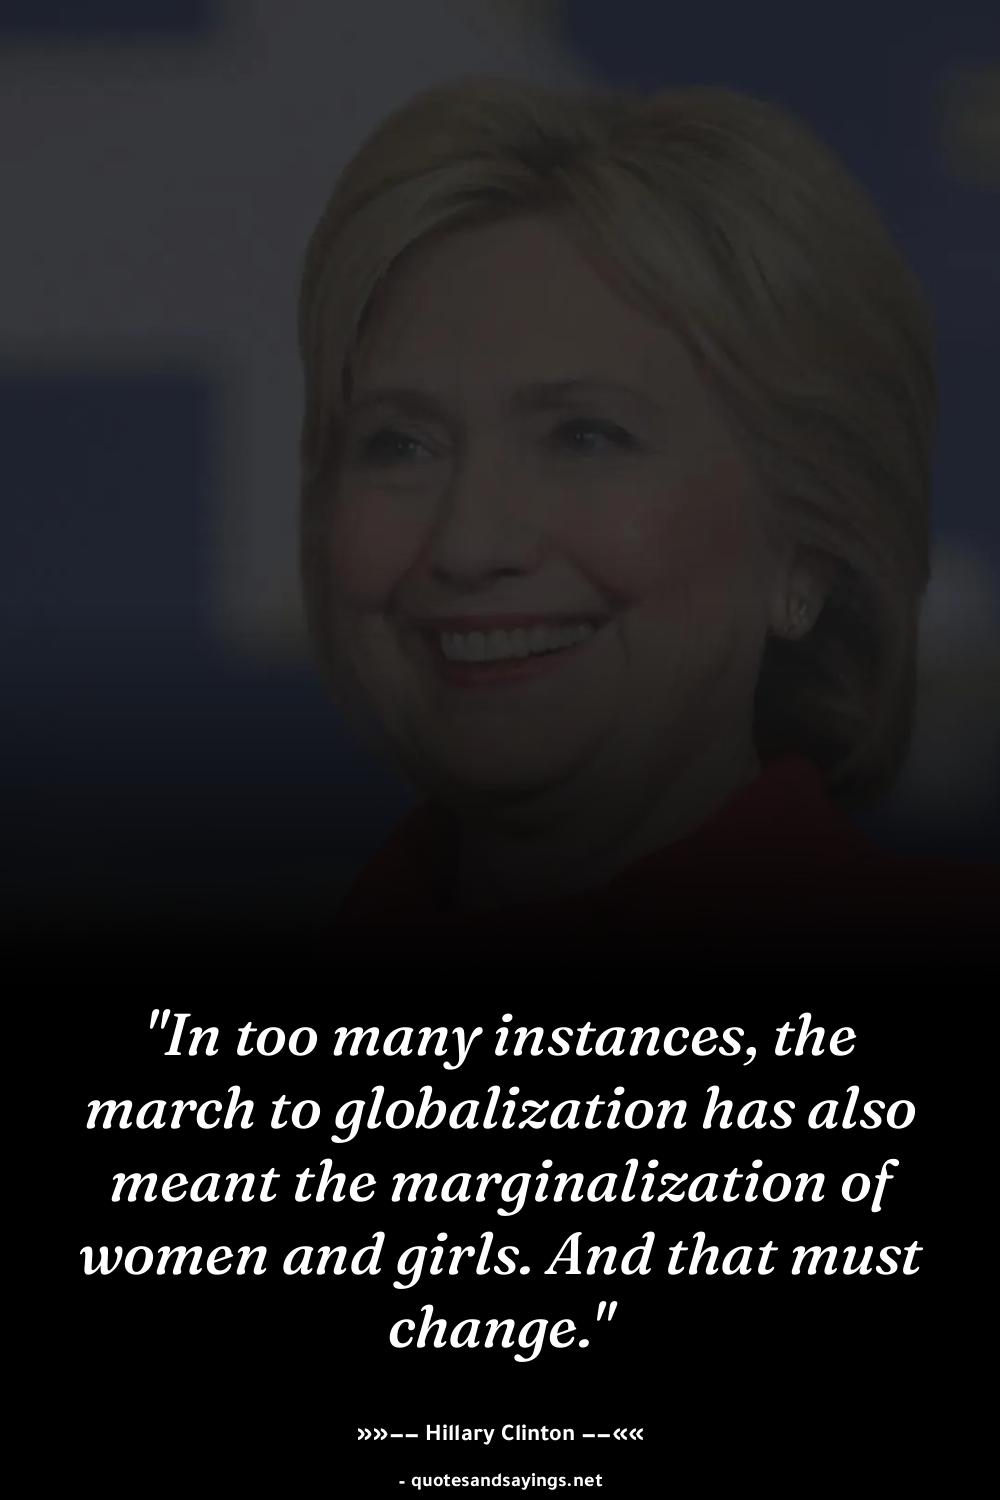 "In too many instances, the
march to globalization has also
meant the marginalization of
women and girls. And that must
change."
»»−− Hillary Clinton −−««
- quotesandsayings.net